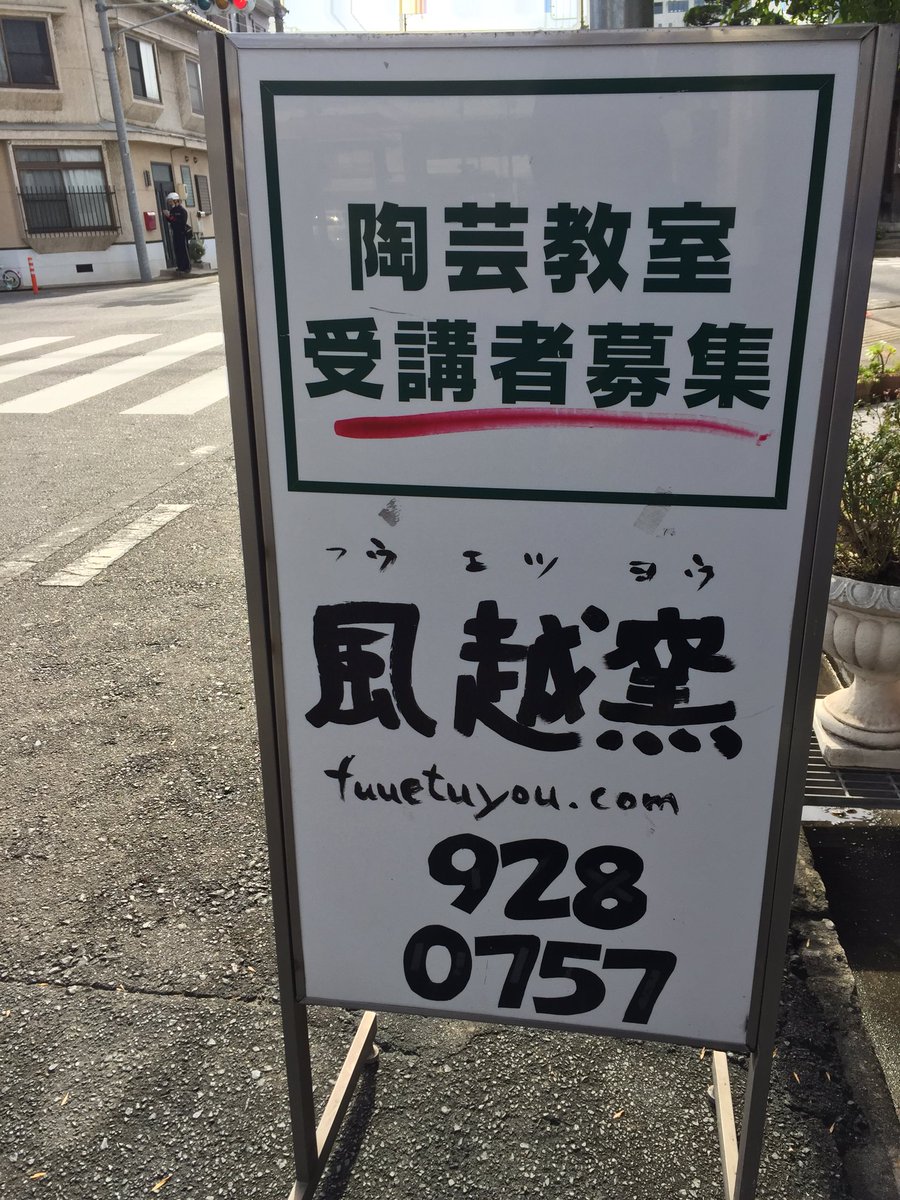 陶芸教室
受講者募集
フウ エツ ヨウ
風越窯
fuuetuyou.com
928
0757